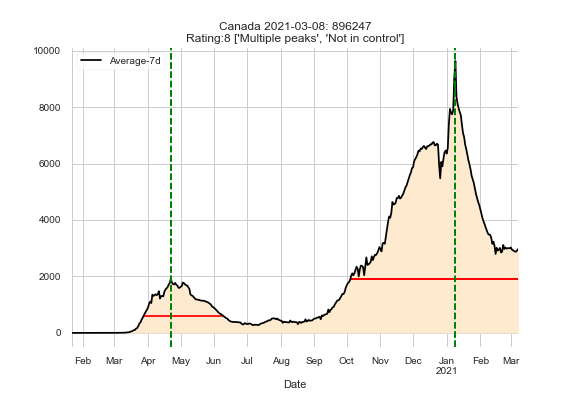 Canada 2021-03-08: 896247
Rating:8 ['Multiple peaks', 'Not in control']
Average-7d
10000
8000
6000
4000
2000
0
Feb Mar Apr May Jun Jul Aug Sep Oct Nov Dec Jan Feb Mar
2021
Date